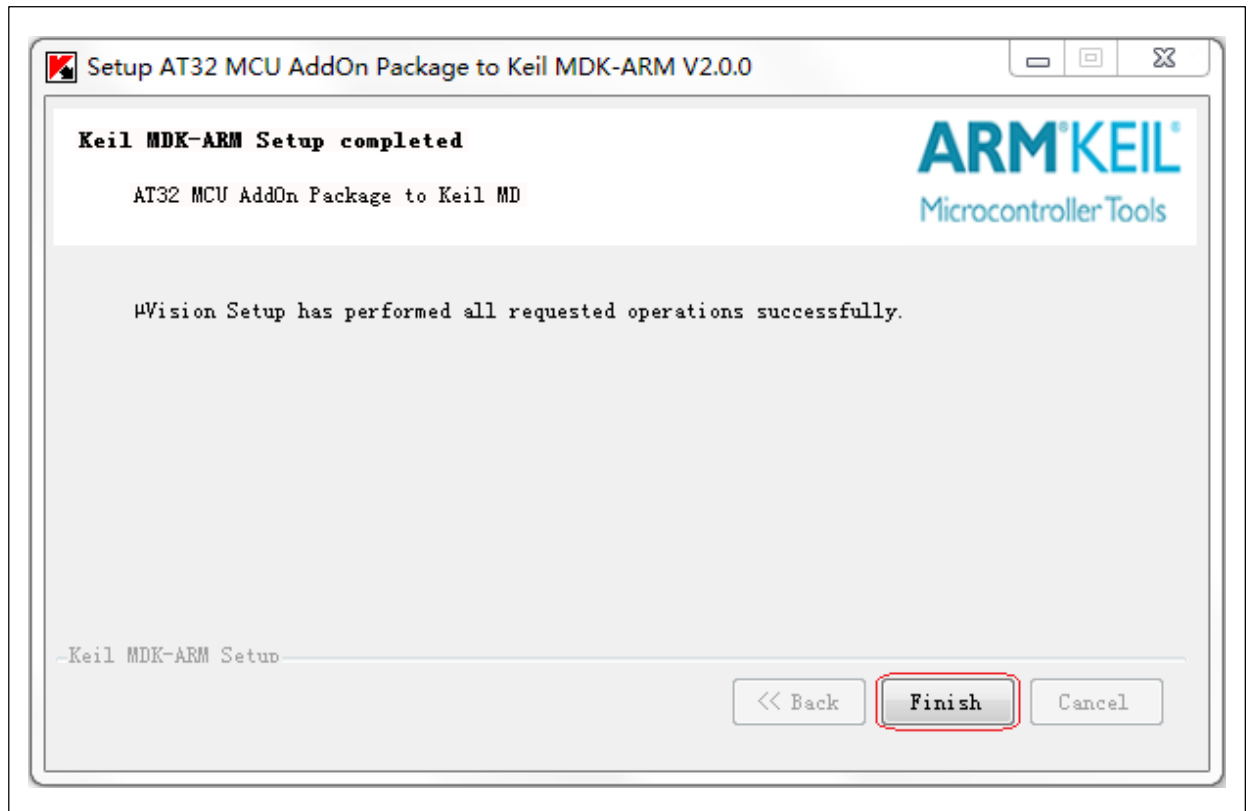 Setup AT32 MCU AddOn Package to Keil MDK-ARM V2.0.0
Keil MDK-ARM Setup completed
AT32 MCU AddOn Package to Keil MD
ARM®KEIL®
Microcontroller Tools
µVision Setup has performed all requested operations successfully.
Keil MDK-ARM Setup
<< Back
Finish
Cancel